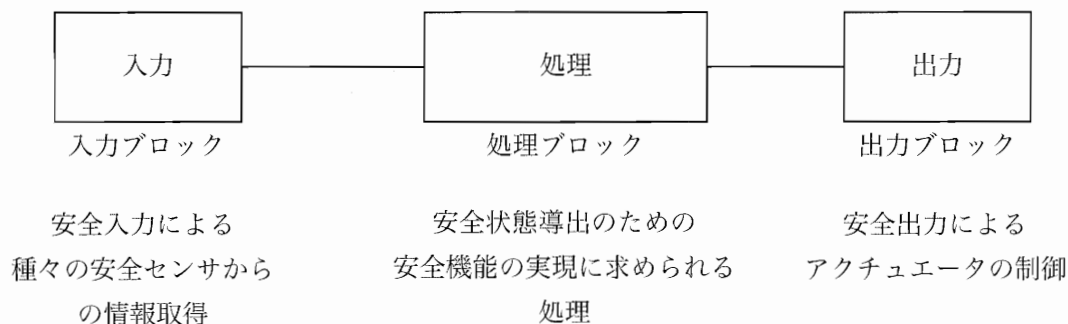 入力
処理
出力
入力ブロック
処理ブロック
出力ブロック
安全入力による
種々の安全センサから
の情報取得
安全状態導出のための
安全機能の実現に求められる
処理
安全出力による
アクチュエータの制御